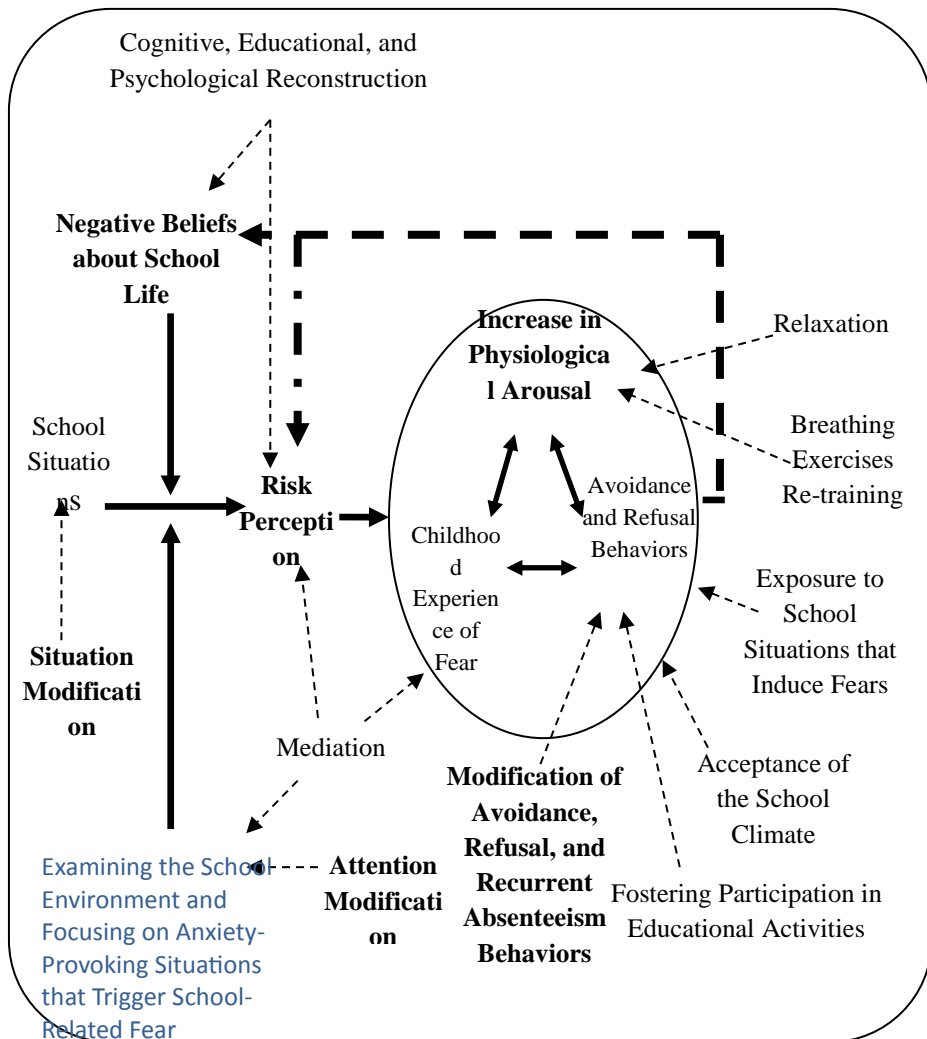 Cognitive, Educational, and
Psychological Reconstruction
Negative Beliefs
about School
Life
Increase in
Physiologica
l Arousal
Relaxation
School
Situatio
ns
Breathing
Exercises
Re-training
Risk
Percepti
on
Avoidance
and Refusal
Behaviors
Childhoo
d
Experien
ce of
Fear
Exposure to
School
Situations that
Induce Fears
Situation
Modificati
on
Mediation
Acceptance of
the School
Climate
Modification of
Avoidance,
Refusal, and
Recurrent
Absenteeism
Behaviors
Examining the School
Environment and
Focusing on Anxiety-
Provoking Situations
that Trigger School-
Related Fear
Attention
Modificati
on
Fostering Participation in
Educational Activities